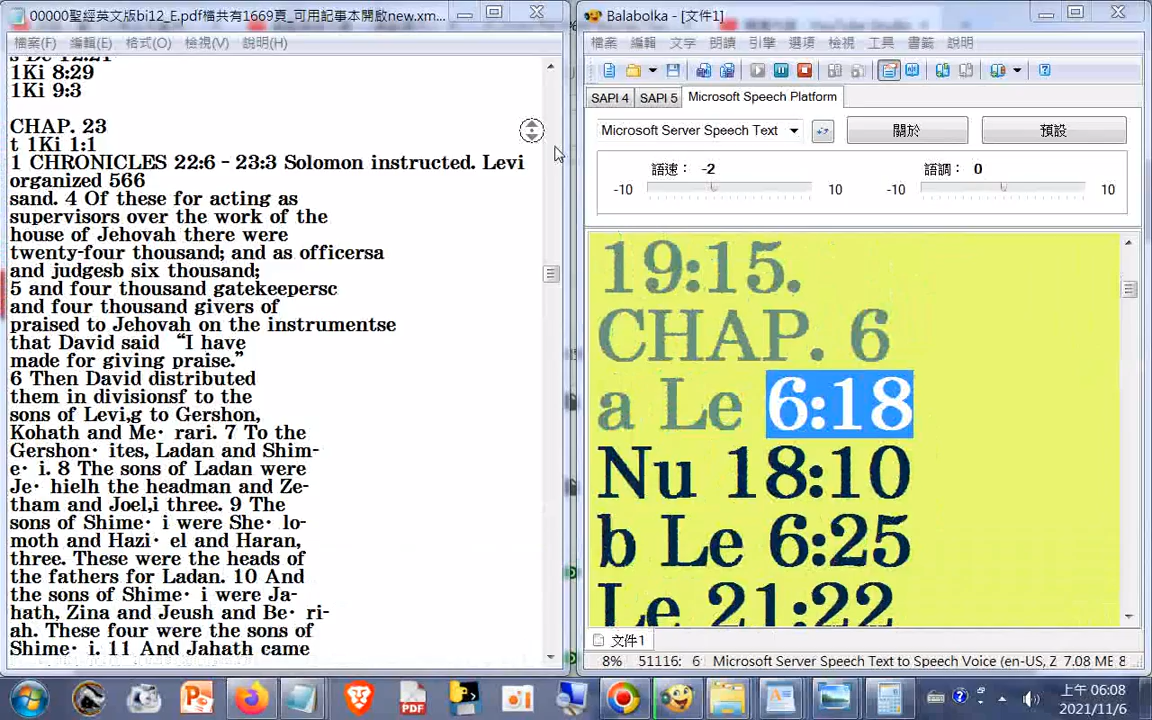 00000聖經英文版bi12_E.pdf檔共有1669頁_可用記事本開啟new.xm...
檔案(F) 編輯(E) 格式(O) 檢視(V) 說明(H)
1Ki 8:29
1Ki 9:3
CHAP. 23
t 1Ki 1:1
1 CHRONICLES 22:6 - 23:3 Solomon instructed. Levi
organized 566
sand. 4 Of these for acting as
supervisors over the work of the
house of Jehovah there were
twenty-four thousand; and as officersa
and judgesb six thousand;
5 and four thousand gatekeepersc
and four thousand givers of
praised to Jehovah on the instrumentse
that David said “I have
made for giving praise.”
6 Then David distributed
them in divisionsf to the
sons of Levi,g to Gershon,
Kohath and Me· rari. 7 To the
Gershon· ites, Ladan and Shim-
e· i. 8 The sons of Ladan were
Je· hielh the headman and Ze-
tham and Joel,i three. 9 The
sons of Shime· i were She· lo-
moth and Hazi· el and Haran,
three. These were the heads of
the fathers for Ladan. 10 And
the sons of Shime· i were Ja-
hath, Zina and Jeush and Be· ri-
ah. These four were the sons of
Shime· i. 11 And Jahath came
Balabolka - [文件1]
檔案 編輯 文字 朗讀 引擎 選項 檢視 工具 書籤 說明
SAPI 4 SAPI 5 Microsoft Speech Platform
Microsoft Server Speech Text 關於 預設
語速： -2 語調： 0
-10 10 -10 10
19:15.
CHAP. 6
a Le 6:18
Nu 18:10
b Le 6:25
Le 21:22
文件1
8% 51116: 6 Microsoft Server Speech Text to Speech Voice (en-US, Z 7.08 MB 8
上午 06:08
2021/11/6